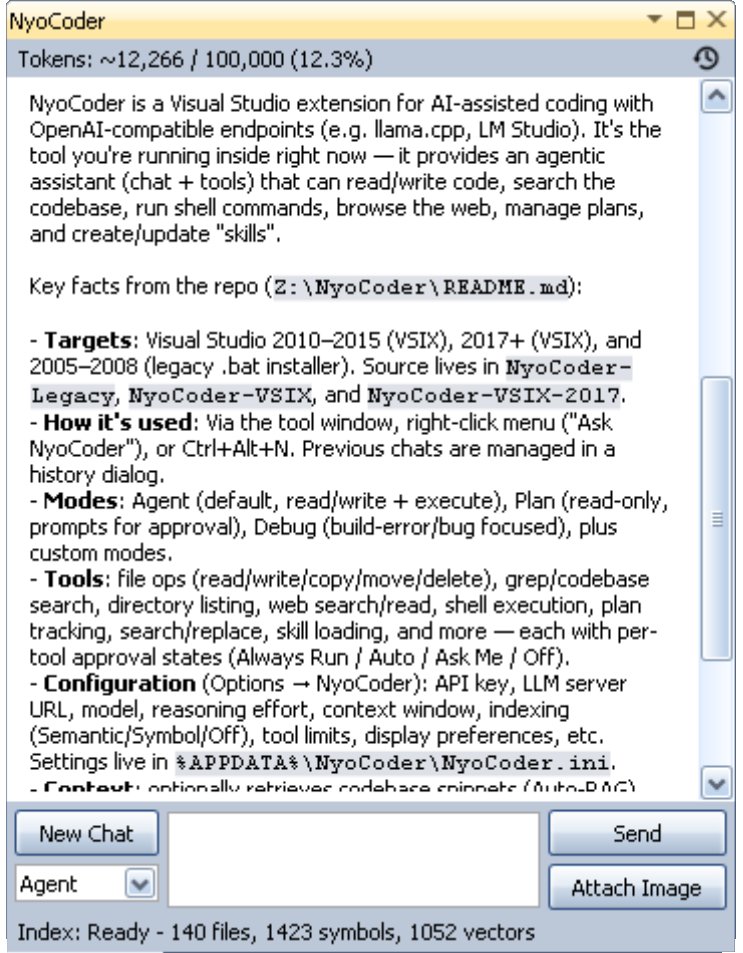 NyoCoder
Tokens: ~12,266 / 100,000 (12.3%)
NyoCoder is a Visual Studio extension for AI-assisted coding with
OpenAI-compatible endpoints (e.g. llama.cpp, LM Studio). It's the
tool you're running inside right now — it provides an agentic
assistant (chat + tools) that can read/write code, search the
codebase, run shell commands, browse the web, manage plans,
and create/update "skills".
Key facts from the repo (Z:\NyoCoder\README.md):
- Targets: Visual Studio 2010–2015 (VSIX), 2017+ (VSIX), and
2005–2008 (legacy .bat installer). Source lives in NyoCoder-
Legacy, NyoCoder-VSIX, and NyoCoder-VSIX-2017.
- How it's used: Via the tool window, right-click menu ("Ask
NyoCoder"), or Ctrl+Alt+N. Previous chats are managed in a
history dialog.
- Modes: Agent (default, read/write + execute), Plan (read-only,
prompts for approval), Debug (build-error/bug focused), plus
custom modes.
- Tools: file ops (read/write/copy/move/delete), grep/codebase
search, directory listing, web search/read, shell execution, plan
tracking, search/replace, skill loading, and more — each with per-
tool approval states (Always Run / Auto / Ask Me / Off).
- Configuration (Options → NyoCoder): API key, LLM server
URL, model, reasoning effort, context window, indexing
(Semantic/Symbol/Off), tool limits, display preferences, etc.
Settings live in %APPDATA%\NyoCoder\NyoCoder.ini.
- Context: optionally retrieves codebase snippets (Auto-RAG)
New Chat
Send
Agent
Attach Image
Index: Ready - 140 files, 1423 symbols, 1052 vectors